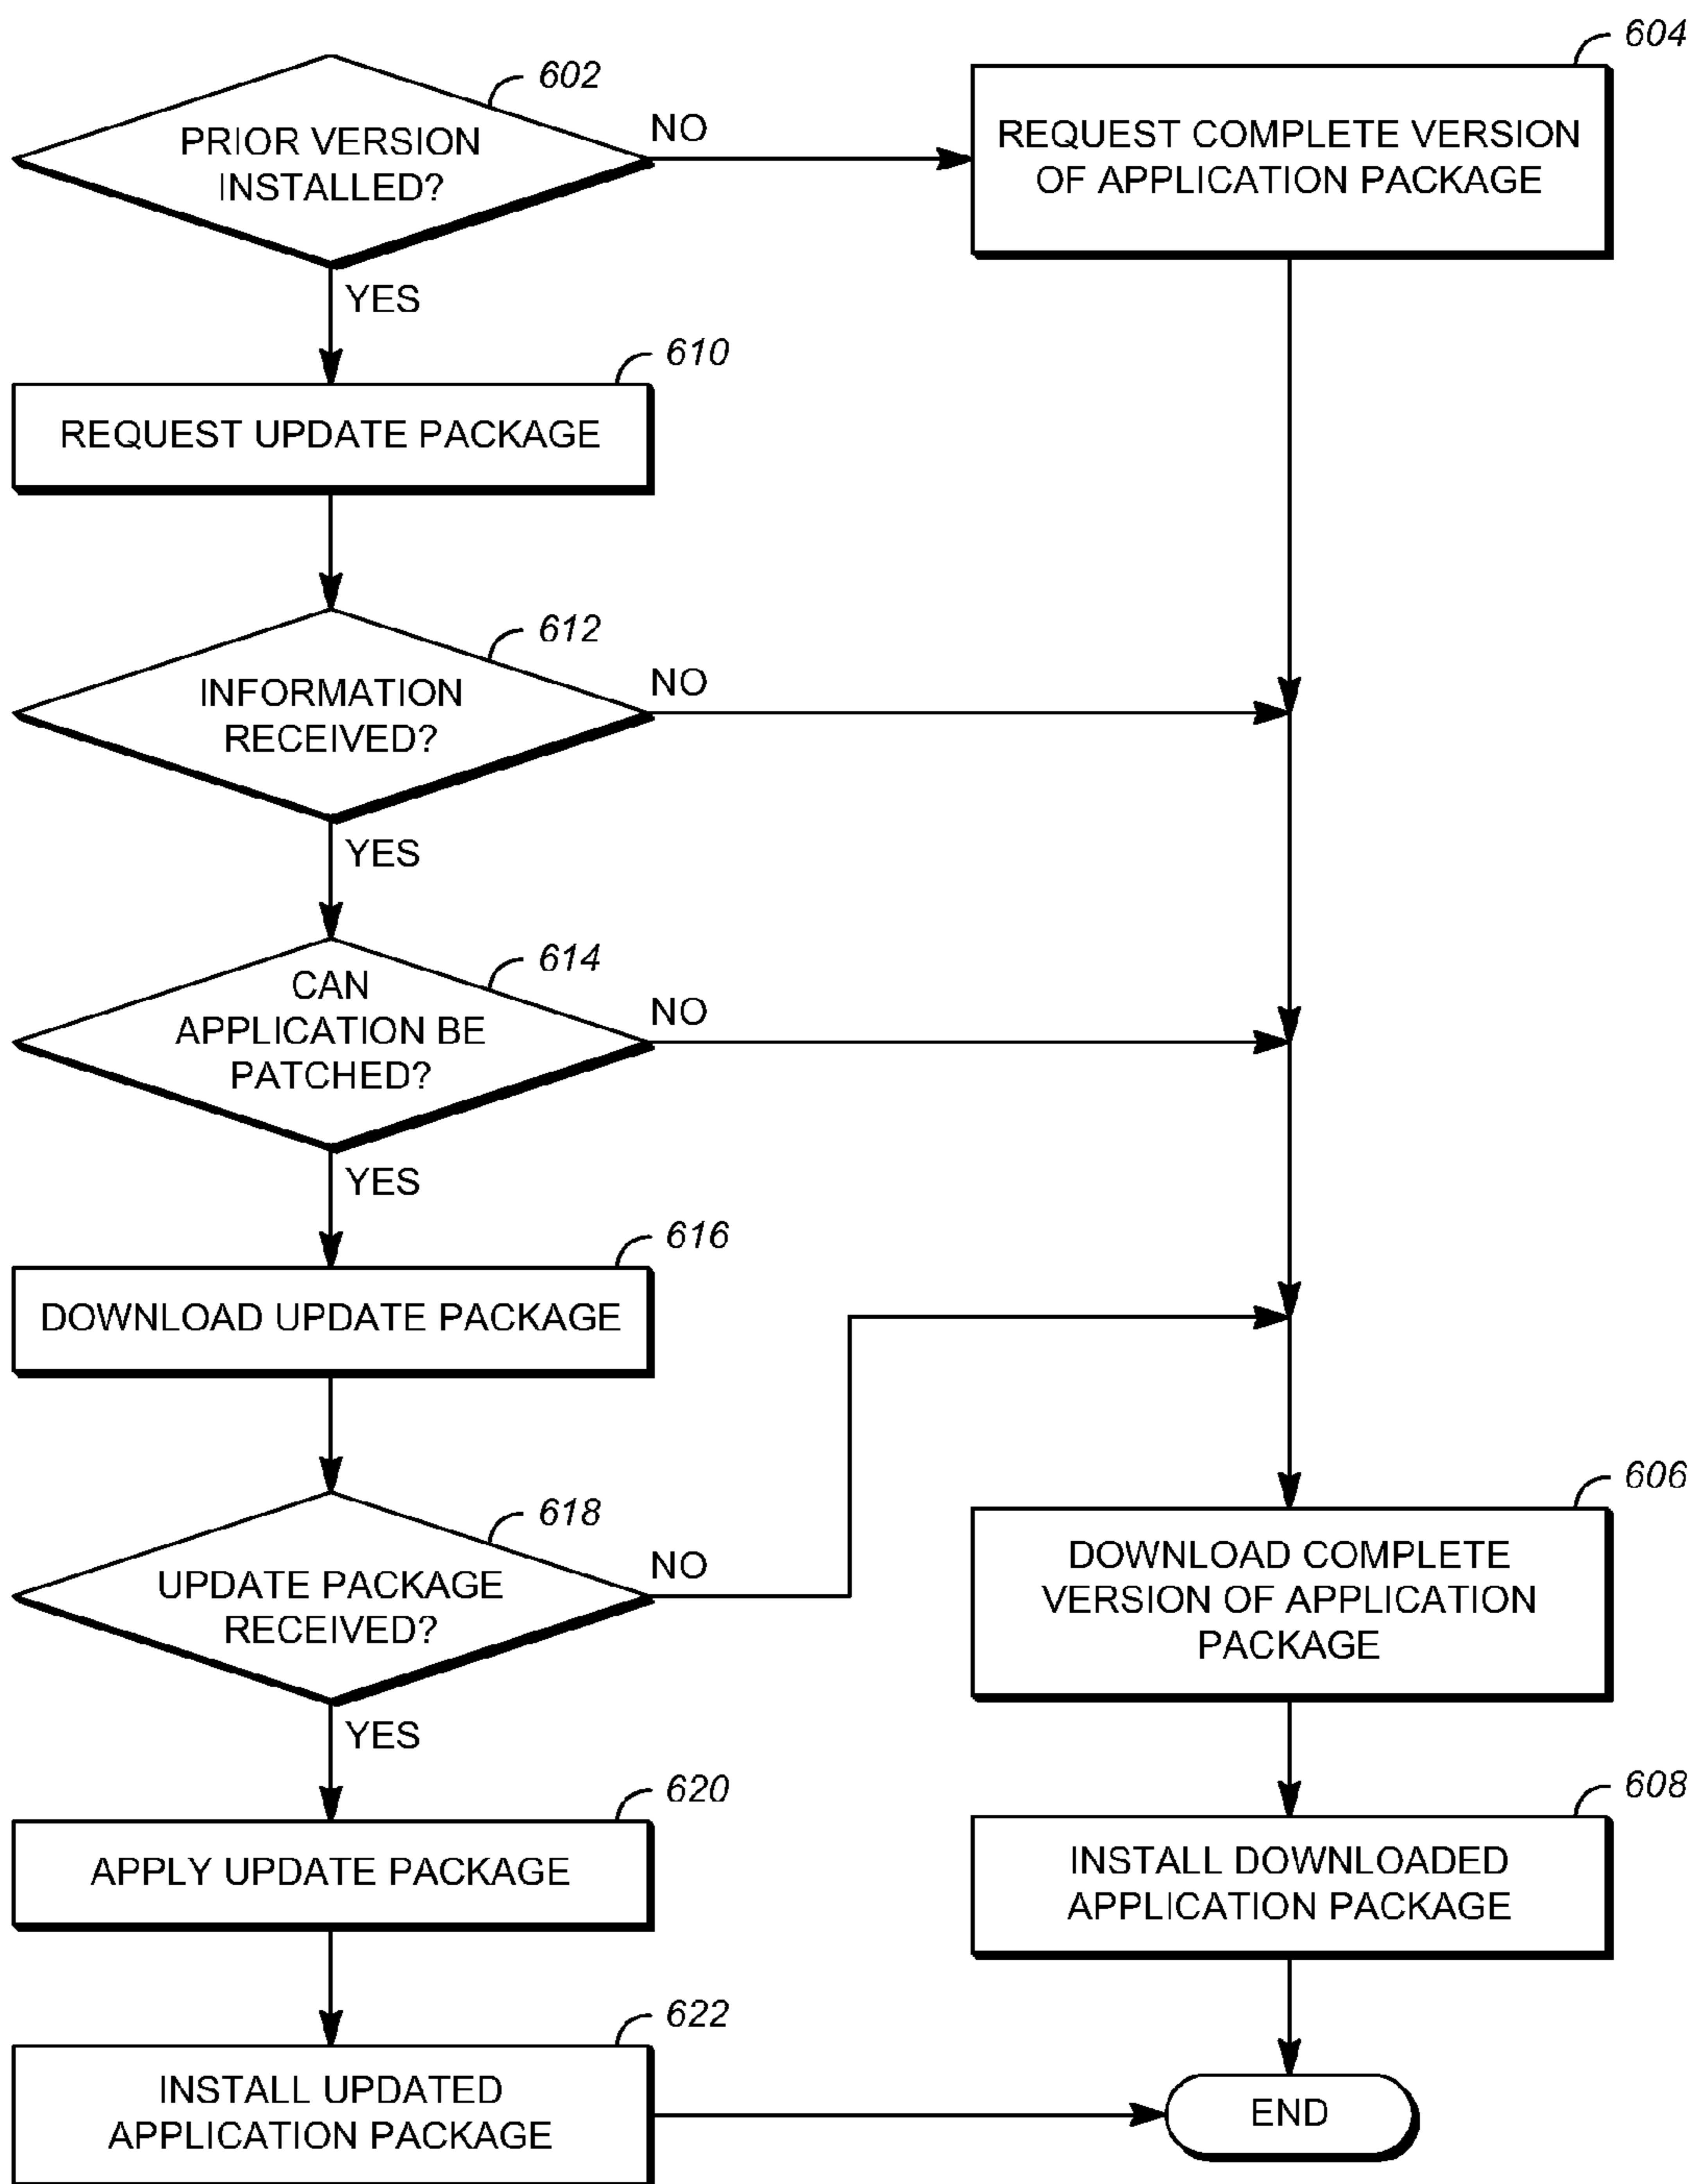 602
PRIOR VERSION
INSTALLED?
NO
YES
604
REQUEST COMPLETE VERSION
OF APPLICATION PACKAGE
610
REQUEST UPDATE PACKAGE
612
INFORMATION
RECEIVED?
NO
YES
614
CAN
APPLICATION BE
PATCHED?
NO
YES
616
DOWNLOAD UPDATE PACKAGE
618
UPDATE PACKAGE
RECEIVED?
NO
YES
606
DOWNLOAD COMPLETE
VERSION OF APPLICATION
PACKAGE
620
APPLY UPDATE PACKAGE
608
INSTALL DOWNLOADED
APPLICATION PACKAGE
622
INSTALL UPDATED
APPLICATION PACKAGE
END